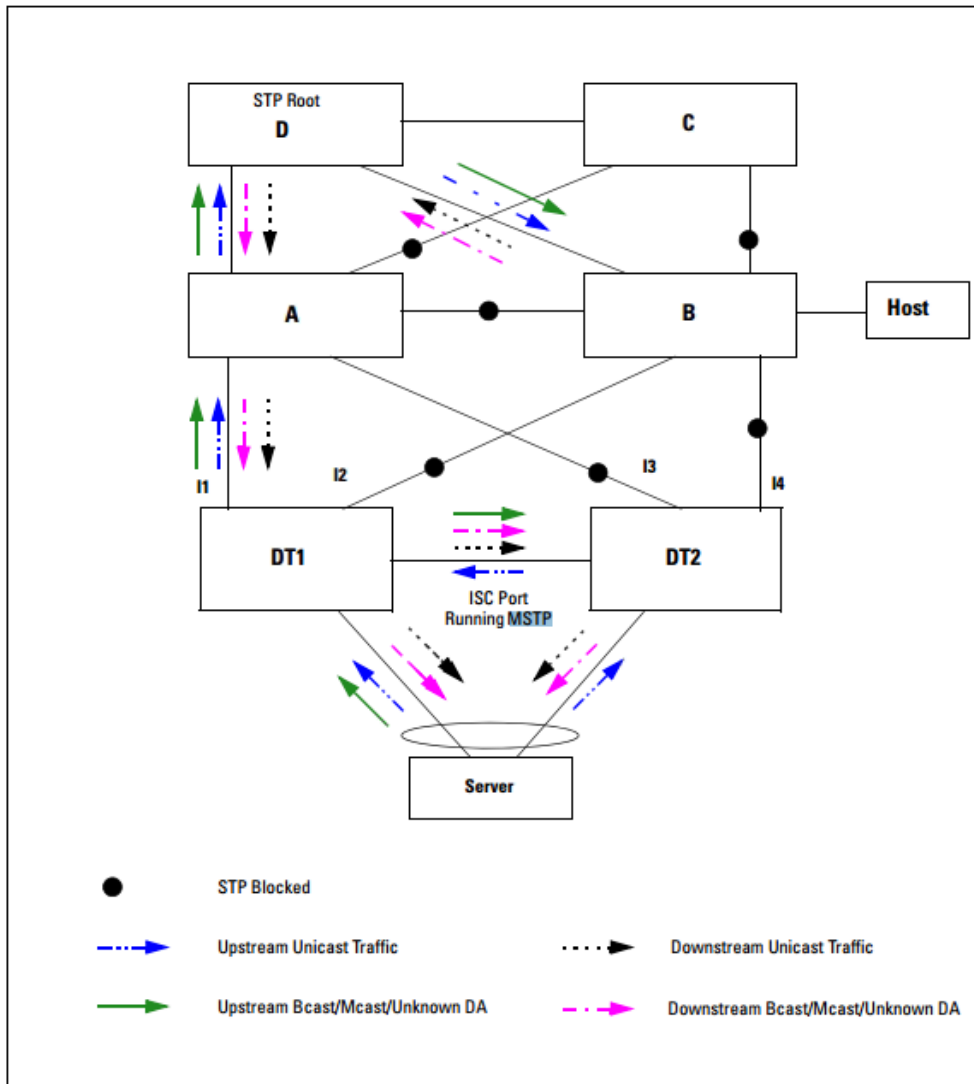 STP Root
D
C
A
B
Host
I1
I2
I3
I4
DT1
DT2
ISC Port
Running MSTP
Server
STP Blocked
Upstream Unicast Traffic
Downstream Unicast Traffic
Upstream Bcast/Mcast/Unknown DA
Downstream Bcast/Mcast/Unknown DA